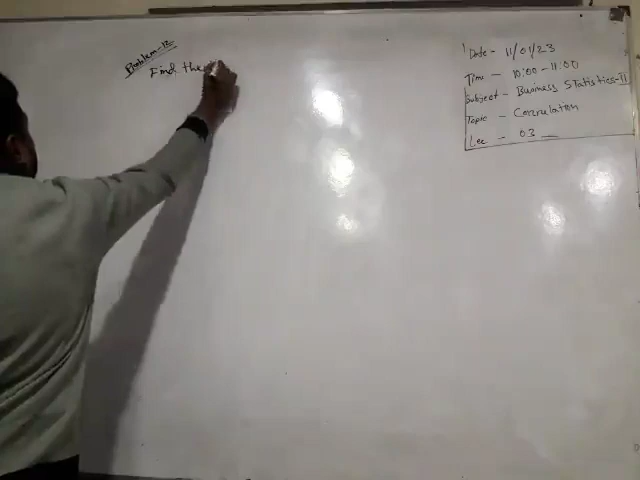 Problem-13
Find the
Date - 11/01/23
Time - 10:00 - 11:00
Subject - Business Statistics-II
Topic - Correlation
Lec - 03